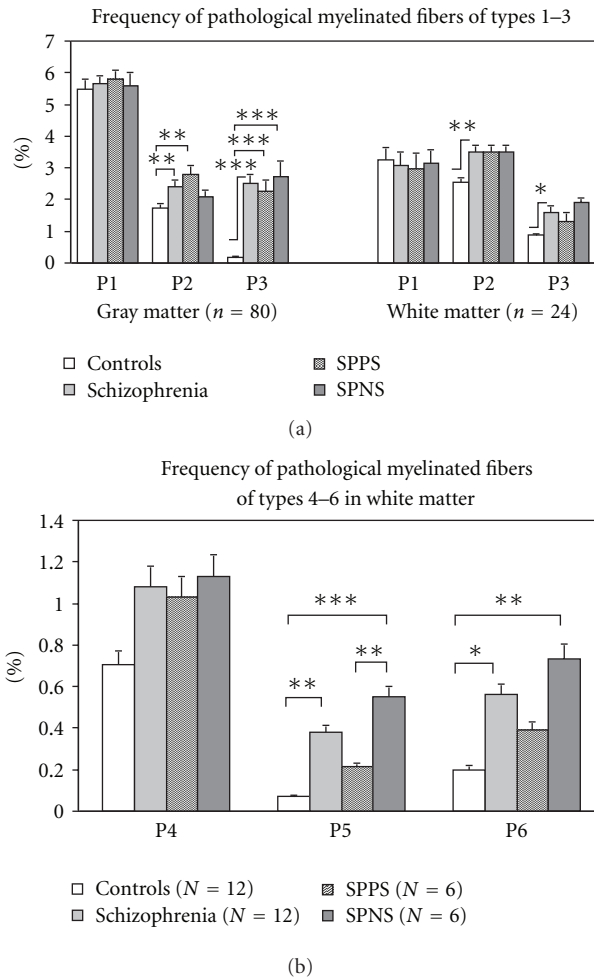 Frequency of pathological myelinated fibers of types 1–3
7
6
5
4
3
2
1
0
(%)
** ** *** *** *** ** *
P1 P2 P3 P1 P2 P3
Gray matter (n = 80) White matter (n = 24)
Controls SPPS
Schizophrenia SPNS
(a)
Frequency of pathological myelinated fibers
of types 4–6 in white matter
1.4
1.2
1
0.8
0.6
0.4
0.2
0
(%)
*** ** ** ** *
P4 P5 P6
Controls (N = 12) SPPS (N = 6)
Schizophrenia (N = 12) SPNS (N = 6)
(b)